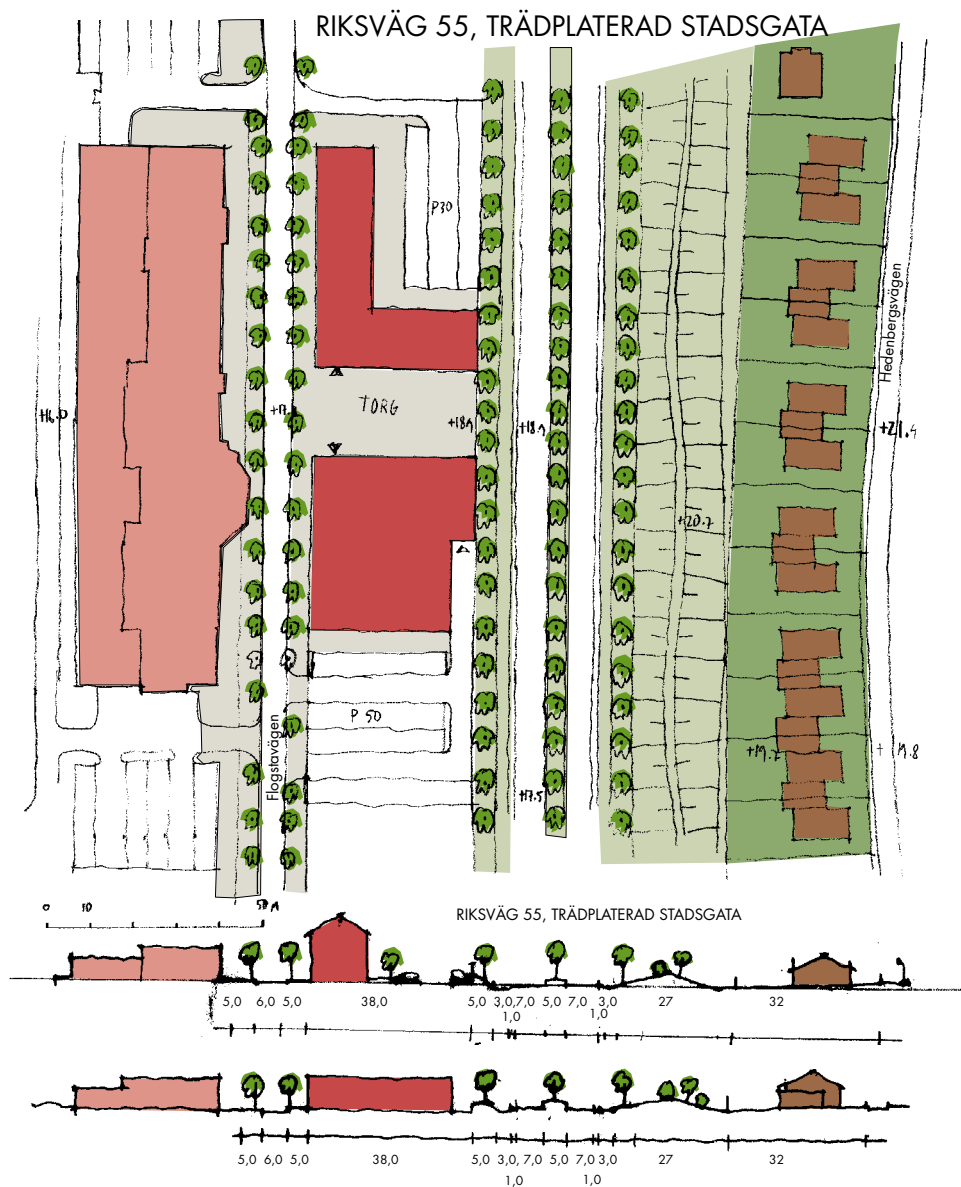 RIKSVÄG 55, TRÄDPLATERAD STADSGATA
P30
Hedenbergsvägen
TORG
+16.0
+18,1
+18,1
+21.4
+20.7
P 50
Flogstavägen
+19.7
+19.8
+17.5
0 10 50 M
RIKSVÄG 55, TRÄDPLATERAD STADSGATA
5,0 6,0 5,0 38,0 5,0 3,0, 7,0 5,0 7,0 3,0 27 32
1,0 1,0
5,0 6,0 5,0 38,0 5,0 3,0, 7,0 5,0 7,0 3,0 27 32
1,0 1,0